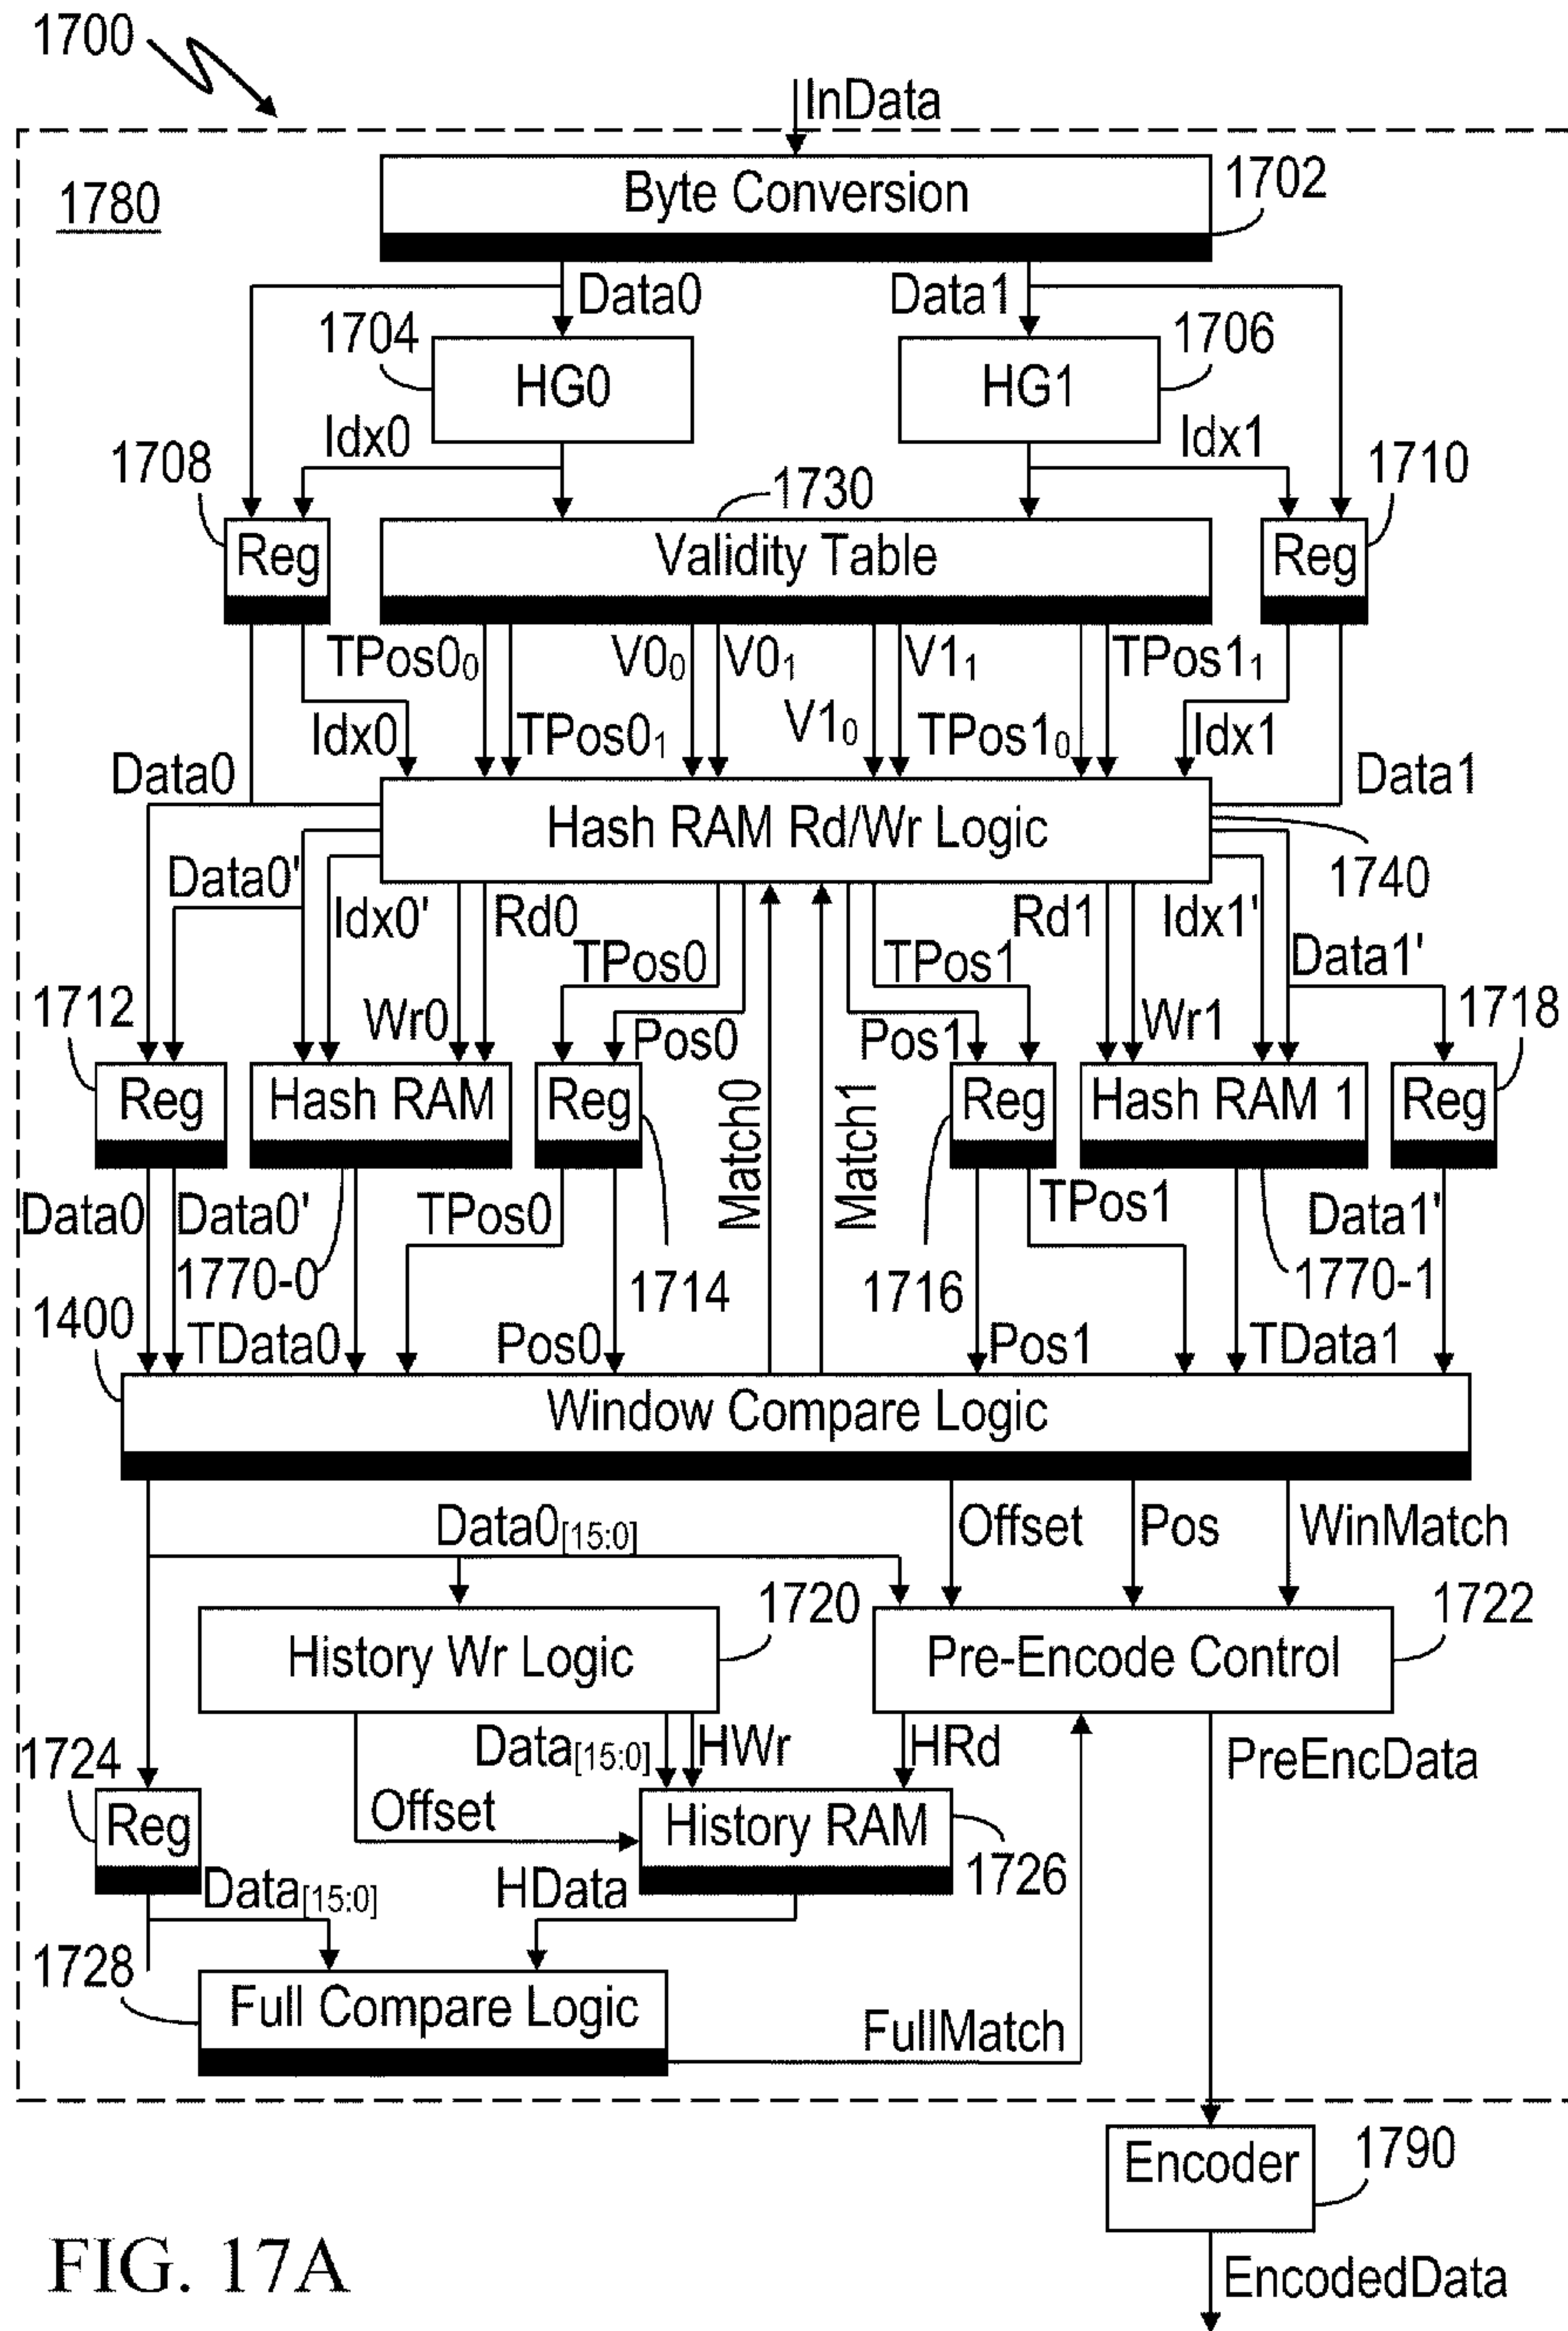 1700
InData
1780
Byte Conversion
1702
Data0
Data1
1704
HG0
HG1
1706
Idx0
Idx1
1708
1710
1730
Reg
Validity Table
Reg
TPos0₀
V0₀
V0₁
V1₁
TPos1₁
Idx0
TPos0₁
V1₀
TPos1₀
Idx1
Data0
Data1
Hash RAM Rd/Wr Logic
1740
Data0'
Idx0'
Rd0
TPos0
TPos1
Rd1
Idx1'
Data1'
1712
Wr0
Pos0
Pos1
Wr1
1718
Reg
Hash RAM
Reg
Match0
Match1
Reg
Hash RAM 1
Reg
Data0
Data0'
TPos0
TPos1
Data1'
1770-0
1714
1716
1770-1
1400
TData0
Pos0
Pos1
TData1
Window Compare Logic
Data0[15:0]
Offset
Pos
WinMatch
1720
1722
History Wr Logic
Pre-Encode Control
1724
Data[15:0]
HWr
HRd
PreEncData
Reg
Offset
History RAM
1726
Data[15:0]
HData
1728
Full Compare Logic
FullMatch
Encoder
1790
FIG. 17A
EncodedData